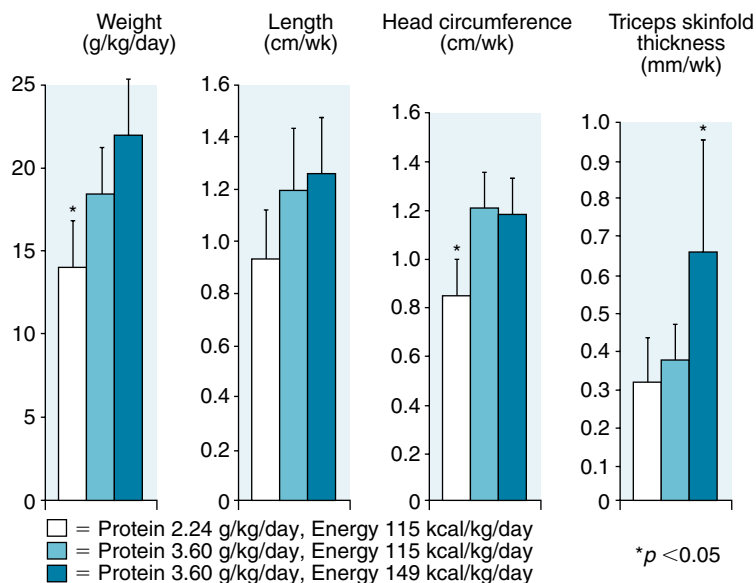 Weight
(g/kg/day)
Length
(cm/wk)
Head circumference
(cm/wk)
Triceps skinfold
thickness
(mm/wk)
25
20
15
10
5
0
*
1.6
1.4
1.2
1.0
0.8
0.6
0.4
0.2
0
1.6
1.4
1.2
1.0
0.8
0.6
0.4
0.2
0
*
1.0
0.9
0.8
0.7
0.6
0.5
0.4
0.3
0.2
0.1
0
*
= Protein 2.24 g/kg/day, Energy 115 kcal/kg/day
= Protein 3.60 g/kg/day, Energy 115 kcal/kg/day
= Protein 3.60 g/kg/day, Energy 149 kcal/kg/day
*p <0.05